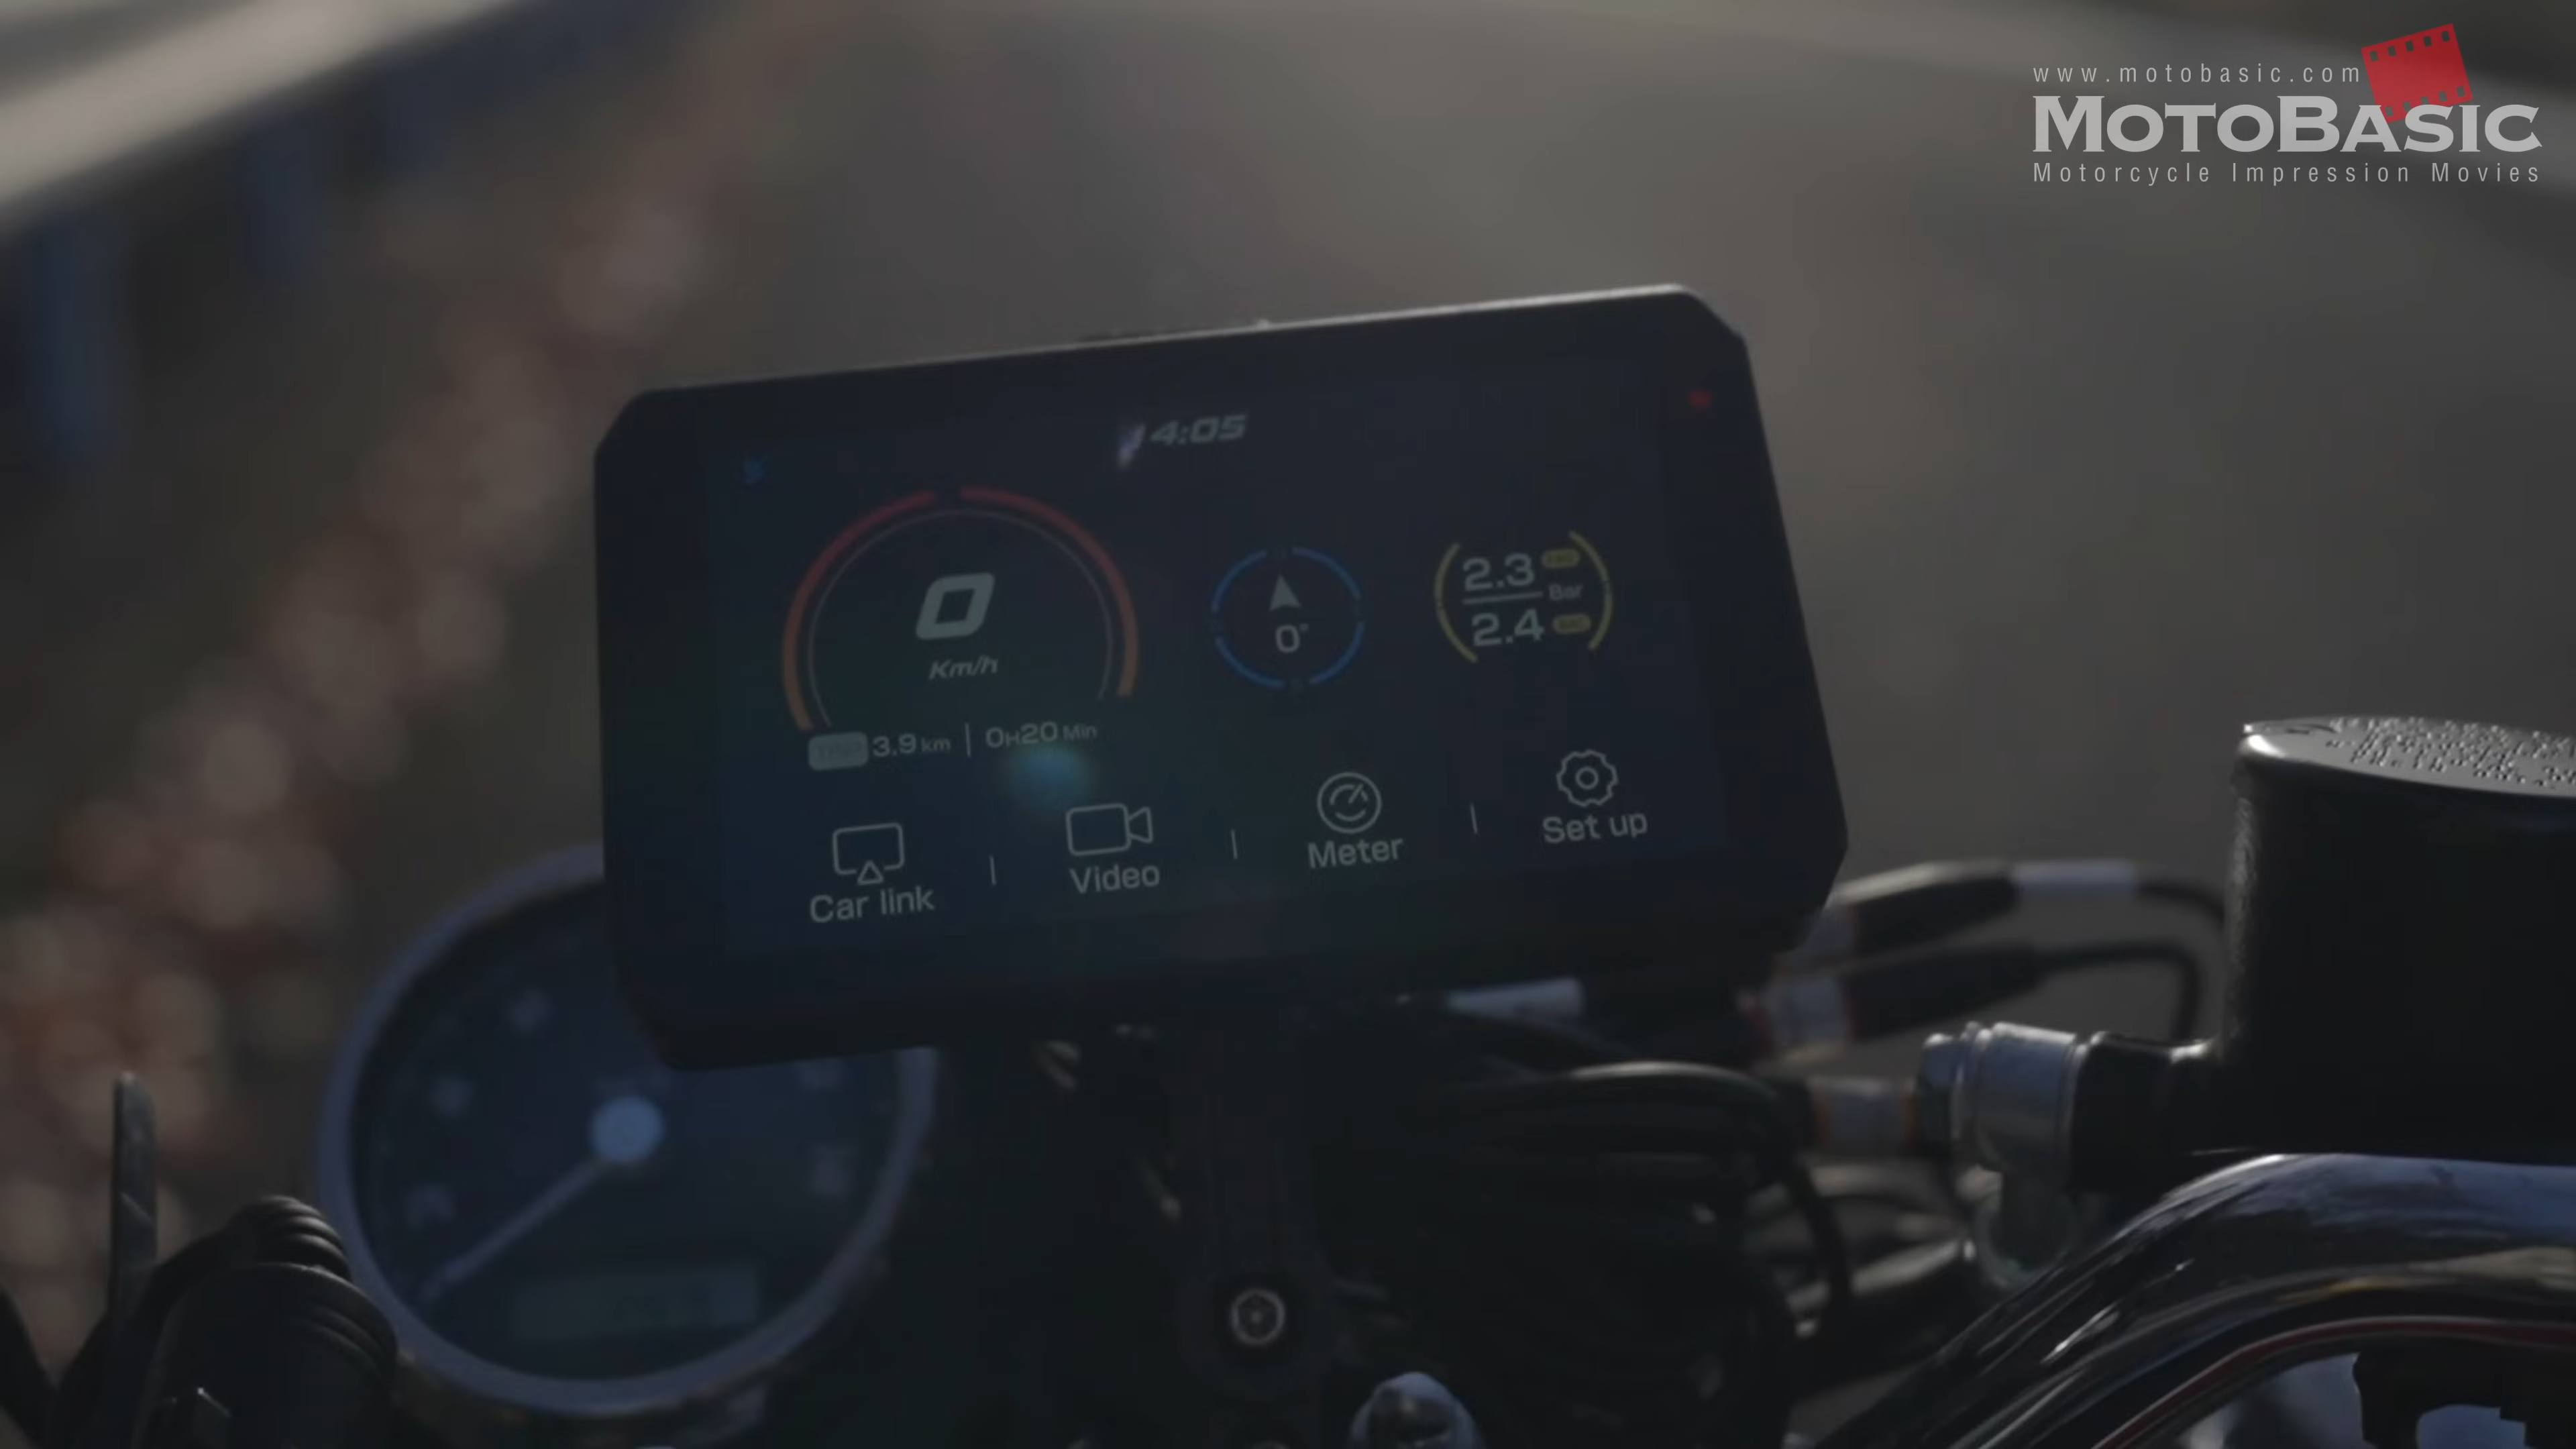 www.motobasic.com
MOTOBASIC
Motorcycle Impression Movies
14:05
0
Km/h
3.9 km | 0H20 Min
0°
2.3
Bar
2.4
Car link
Video
Meter
Set up